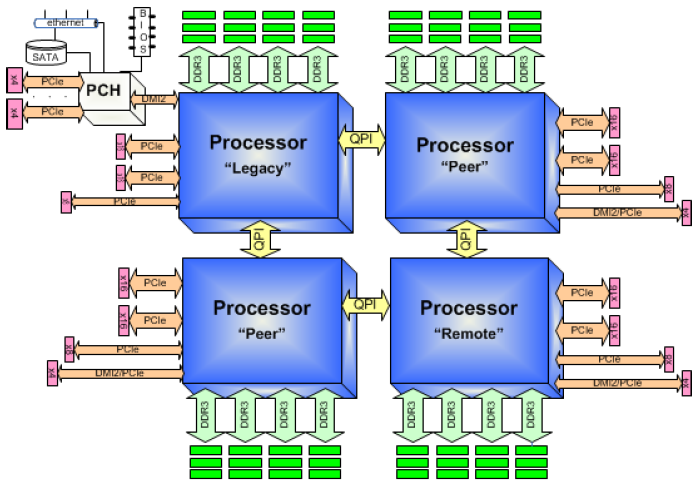 ethernet
B
I
O
S
SATA
DDR3 DDR3 DDR3 DDR3
DDR3 DDR3 DDR3 DDR3
x4 PCIe
. . .
x4 PCIe
PCH
DMI2
Processor
"Legacy"
PCIe
PCIe
PCIe
QPI
Processor
"Peer"
PCIe x16
PCIe x16
PCIe x8
DMI2/PCIe x4
QPI
QPI
x16 PCIe
x16 PCIe
x8 PCIe
x4 DMI2/PCIe
Processor
"Peer"
QPI
Processor
"Remote"
PCIe x16
PCIe x16
PCIe x8
DMI2/PCIe x4
DDR3 DDR3 DDR3 DDR3
DDR3 DDR3 DDR3 DDR3